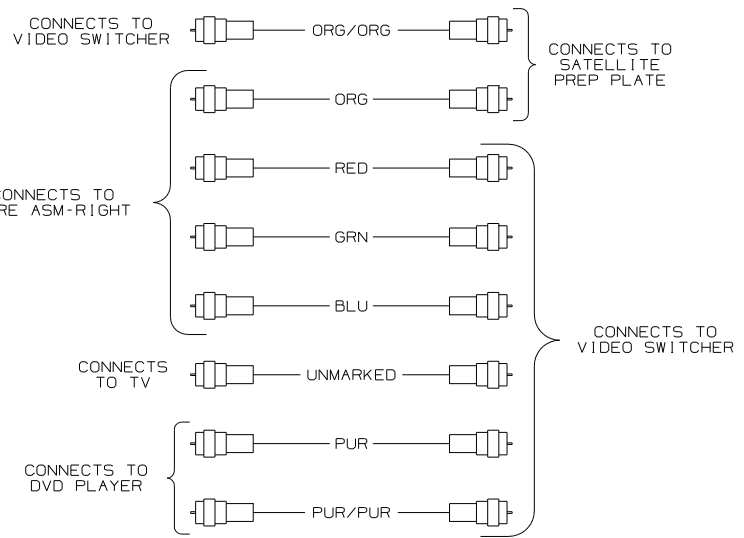 CONNECTS TO
VIDEO SWITCHER
ORG/ORG
CONNECTS TO
SATELLITE
PREP PLATE
ORG
RED
TO
ASM-RIGHT
GRN
BLU
CONNECTS TO
VIDEO SWITCHER
CONNECTS
TO TV
UNMARKED
PUR
CONNECTS TO
DVD PLAYER
PUR/PUR